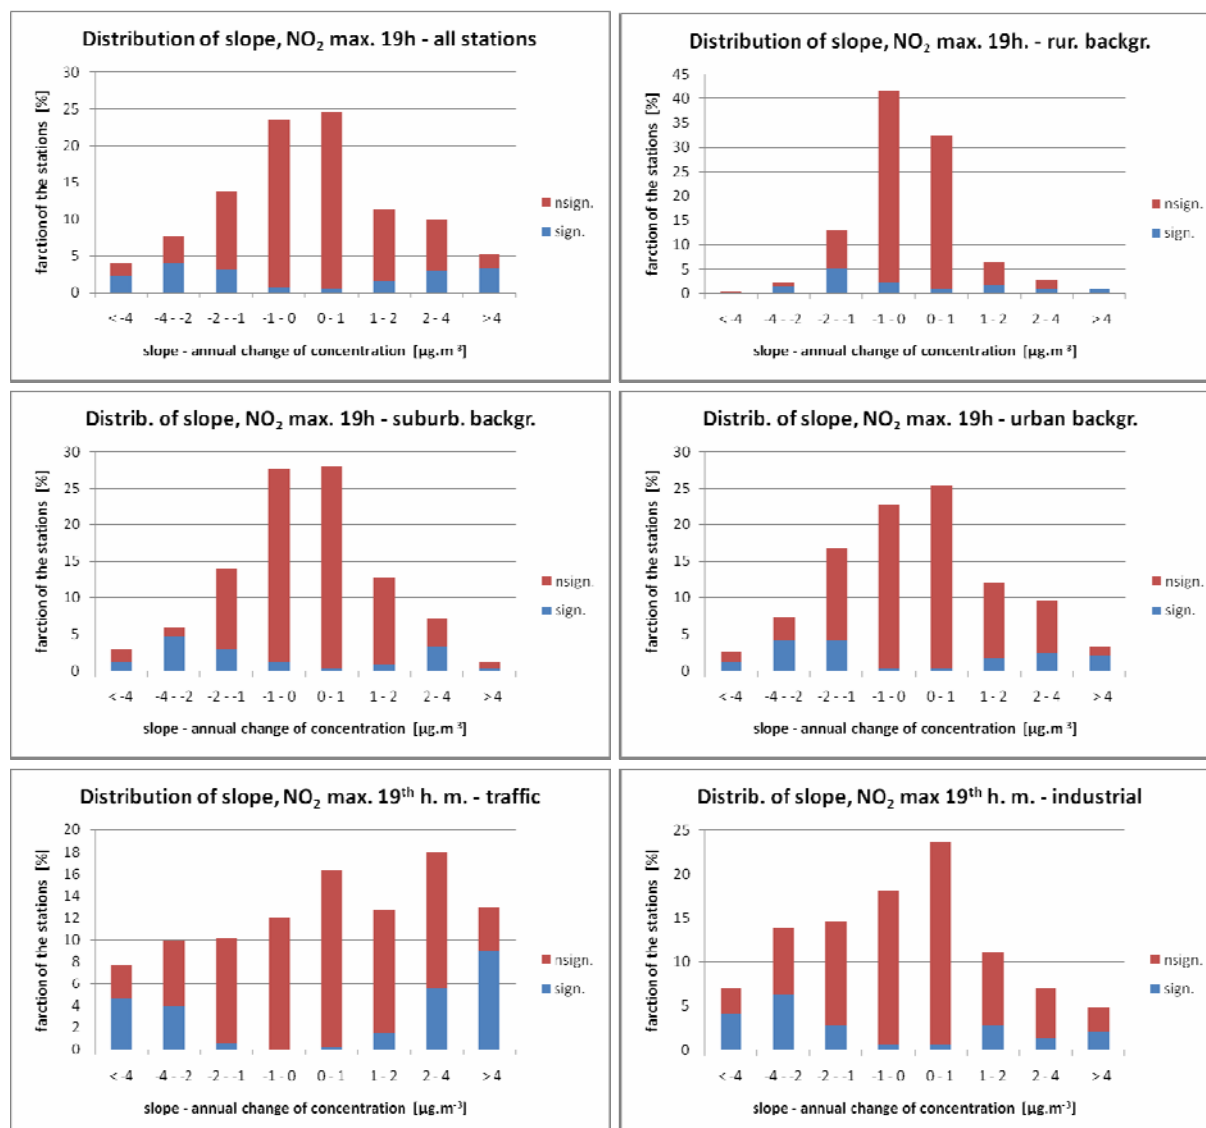 Distribution of slope, NO₂ max. 19h - all stations
farction of the stations [%]
30
25
20
15
10
5
0
nsign.
sign.
< -4 -4 - -2 -2 - -1 -1 - 0 0 - 1 1 - 2 2 - 4 > 4
slope - annual change of concentration [µg.m⁻³]
Distribution of slope, NO₂ max. 19h. - rur. backgr.
farction of the stations [%]
45
40
35
30
25
20
15
10
5
0
nsign.
sign.
< -4 -4 - -2 -2 - -1 -1 - 0 0 - 1 1 - 2 2 - 4 > 4
slope - annual change of concentration [µg.m⁻³]
Distrib. of slope, NO₂ max. 19h - suburb. backgr.
farction of the stations [%]
30
25
20
15
10
5
0
nsign.
sign.
< -4 -4 - -2 -2 - -1 -1 - 0 0 - 1 1 - 2 2 - 4 > 4
slope - annual change of concentration [µg.m⁻³]
Distrib. of slope, NO₂ max. 19h - urban backgr.
farction of the stations [%]
30
25
20
15
10
5
0
nsign.
sign.
< -4 -4 - -2 -2 - -1 -1 - 0 0 - 1 1 - 2 2 - 4 > 4
slope - annual change of concentration [µg.m⁻³]
Distribution of slope, NO₂ max. 19ᵗʰ h. m. - traffic
farction of the stations [%]
20
18
16
14
12
10
8
6
4
2
0
nsign.
sign.
< -4 -4 - -2 -2 - -1 -1 - 0 0 - 1 1 - 2 2 - 4 > 4
slope - annual change of concentration [µg.m⁻³]
Distrib. of slope, NO₂ max 19ᵗʰ h. m. - industrial
farction of the stations [%]
25
20
15
10
5
0
nsign.
sign.
< -4 -4 - -2 -2 - -1 -1 - 0 0 - 1 1 - 2 2 - 4 > 4
slope - annual change of concentration [µg.m⁻³]